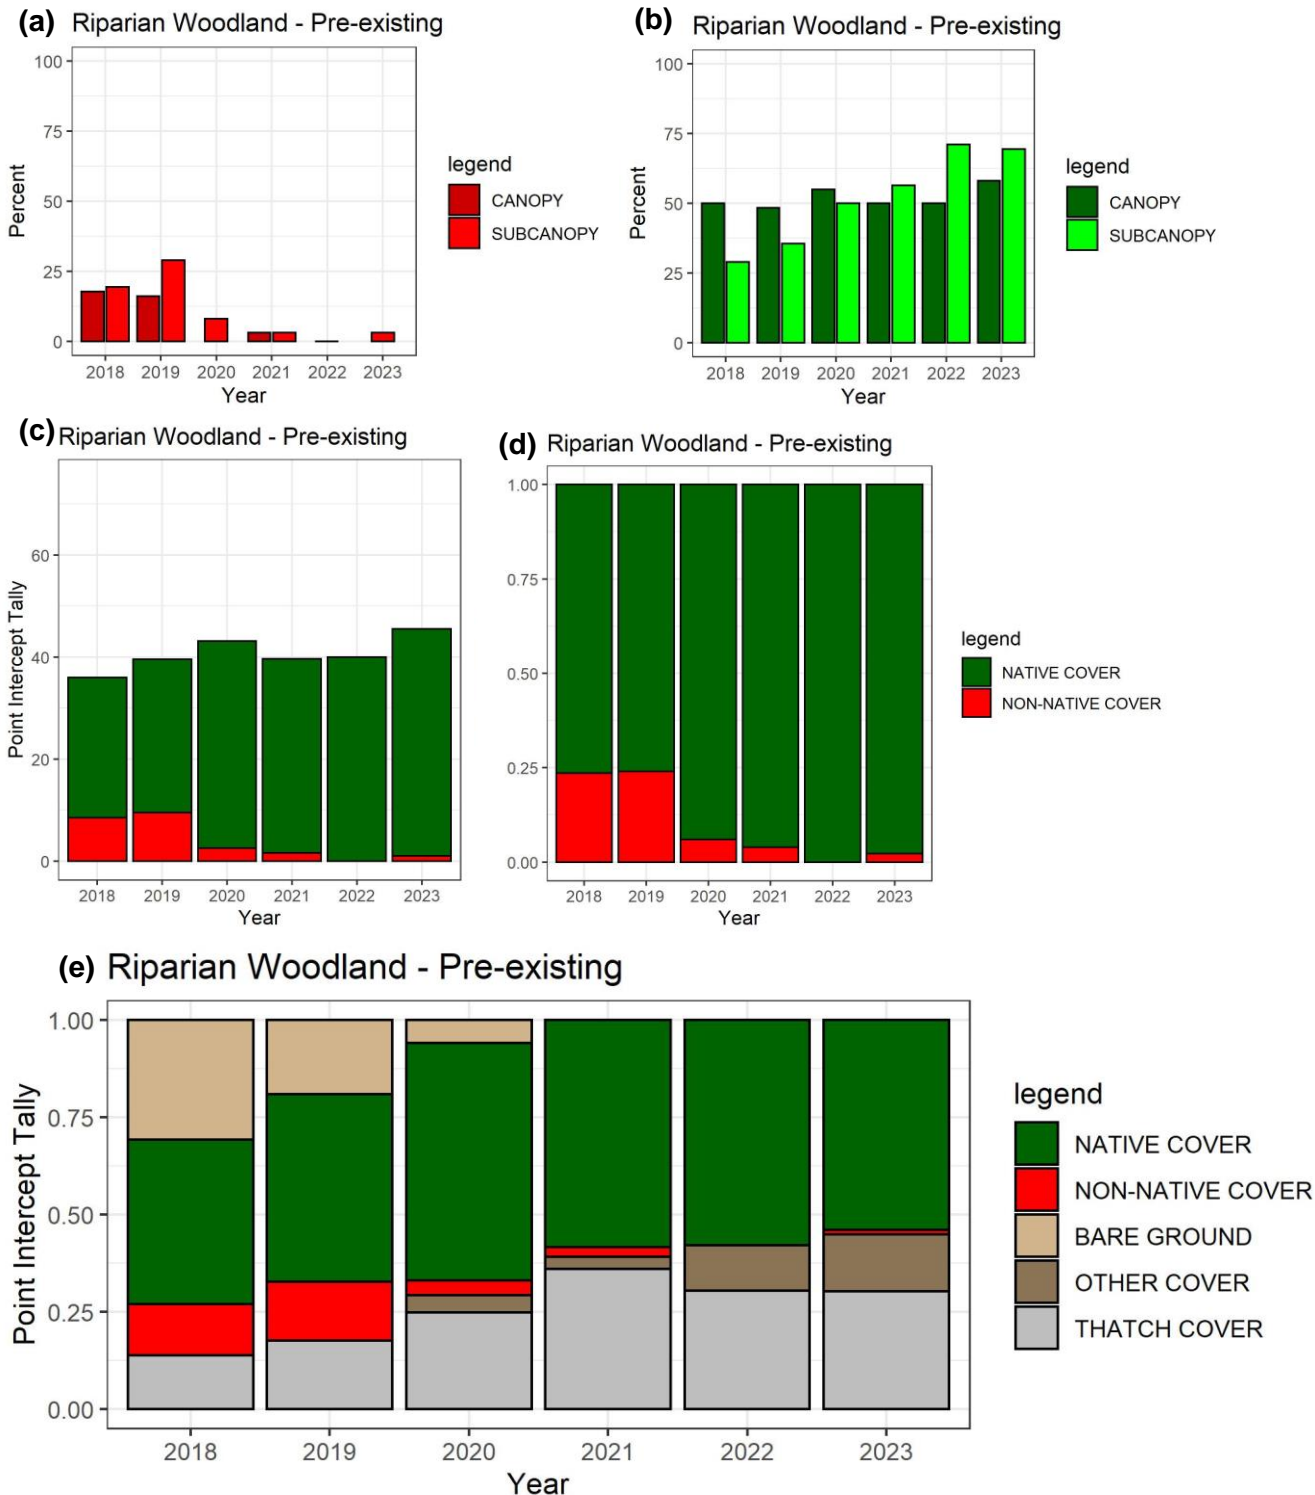 (a) Riparian Woodland - Pre-existing
100
75
50
25
0
Percent
2018 2019 2020 2021 2022 2023
Year
legend
CANOPY
SUBCANOPY
(b) Riparian Woodland - Pre-existing
100
75
50
25
0
Percent
2018 2019 2020 2021 2022 2023
Year
legend
CANOPY
SUBCANOPY
(c) Riparian Woodland - Pre-existing
60
40
20
0
Point Intercept Tally
2018 2019 2020 2021 2022 2023
Year
(d) Riparian Woodland - Pre-existing
1.00
0.75
0.50
0.25
0.00
2018 2019 2020 2021 2022 2023
Year
legend
NATIVE COVER
NON-NATIVE COVER
(e) Riparian Woodland - Pre-existing
1.00
0.75
0.50
0.25
0.00
Point Intercept Tally
2018 2019 2020 2021 2022 2023
Year
legend
NATIVE COVER
NON-NATIVE COVER
BARE GROUND
OTHER COVER
THATCH COVER